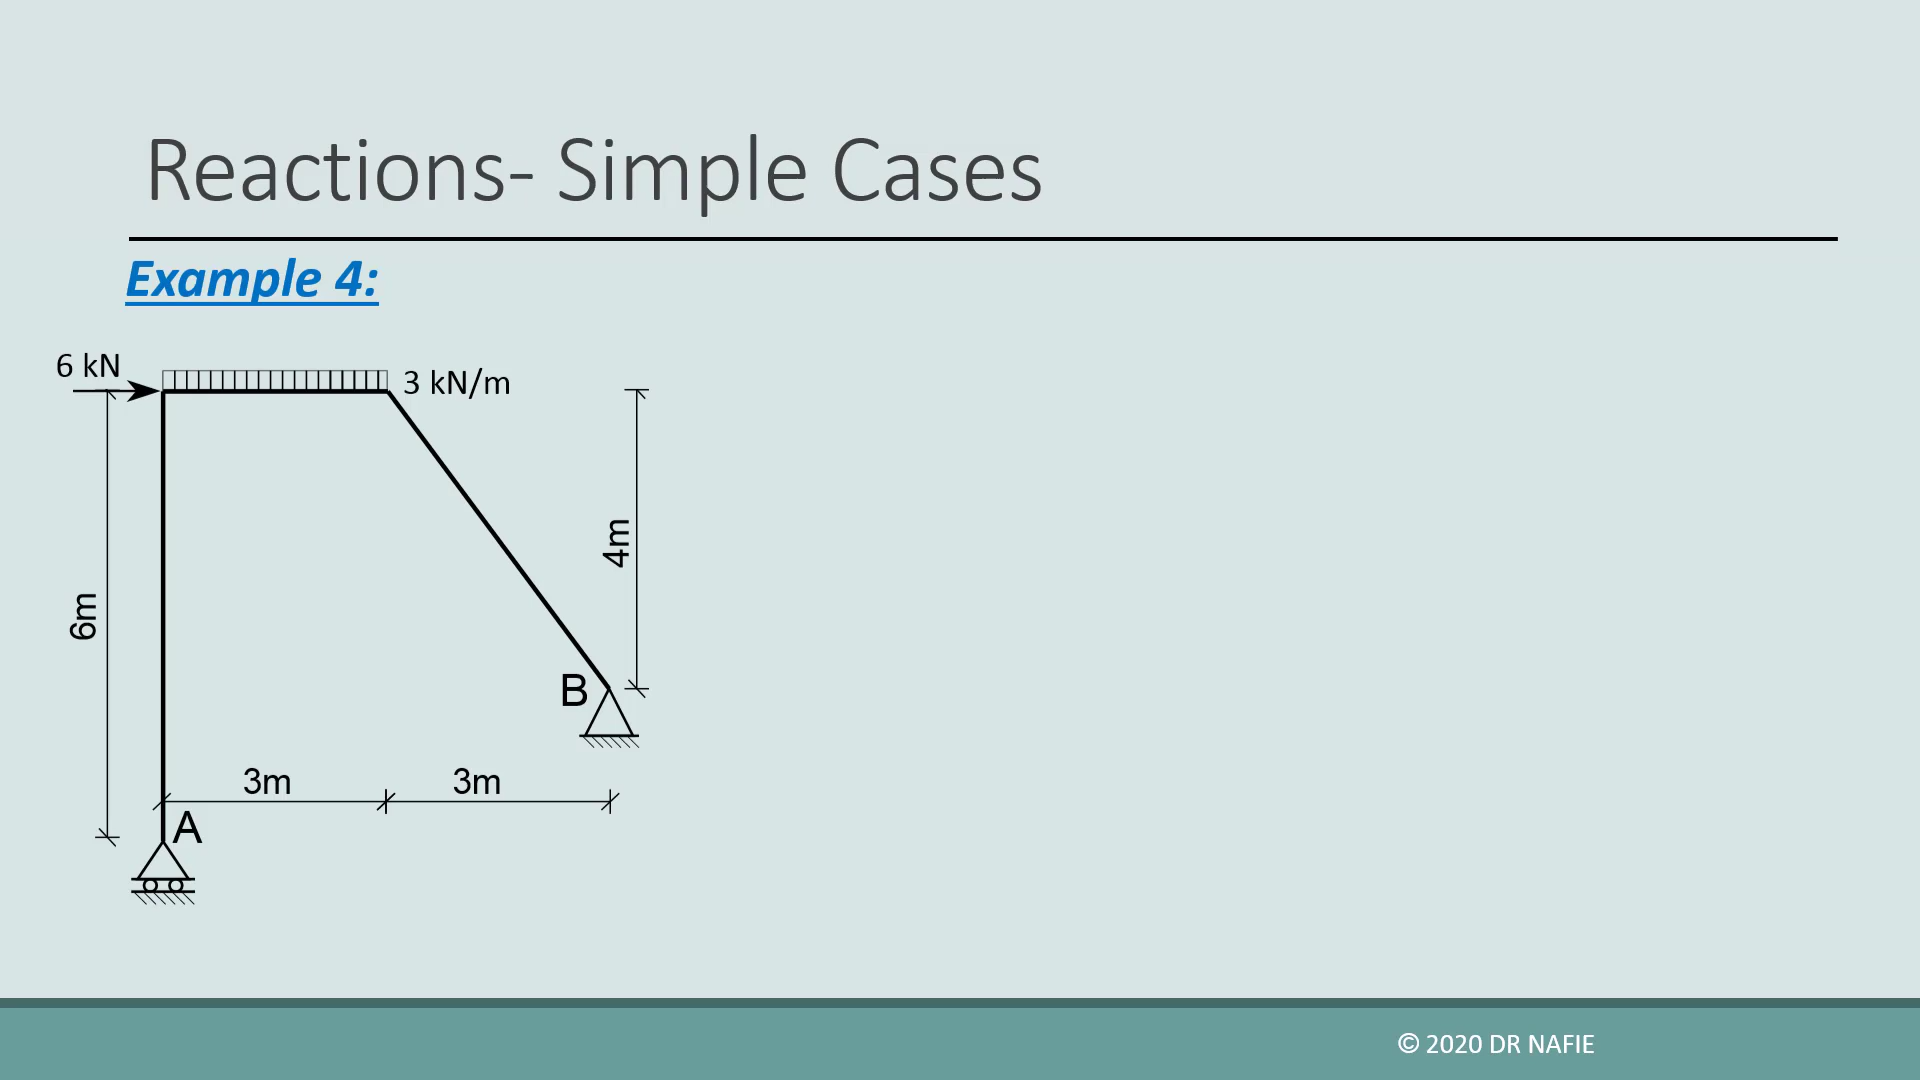 Reactions- Simple Cases
Example 4:
6 kN
3 kN/m
4m
6m
B
3m
3m
A
© 2020 DR NAFIE